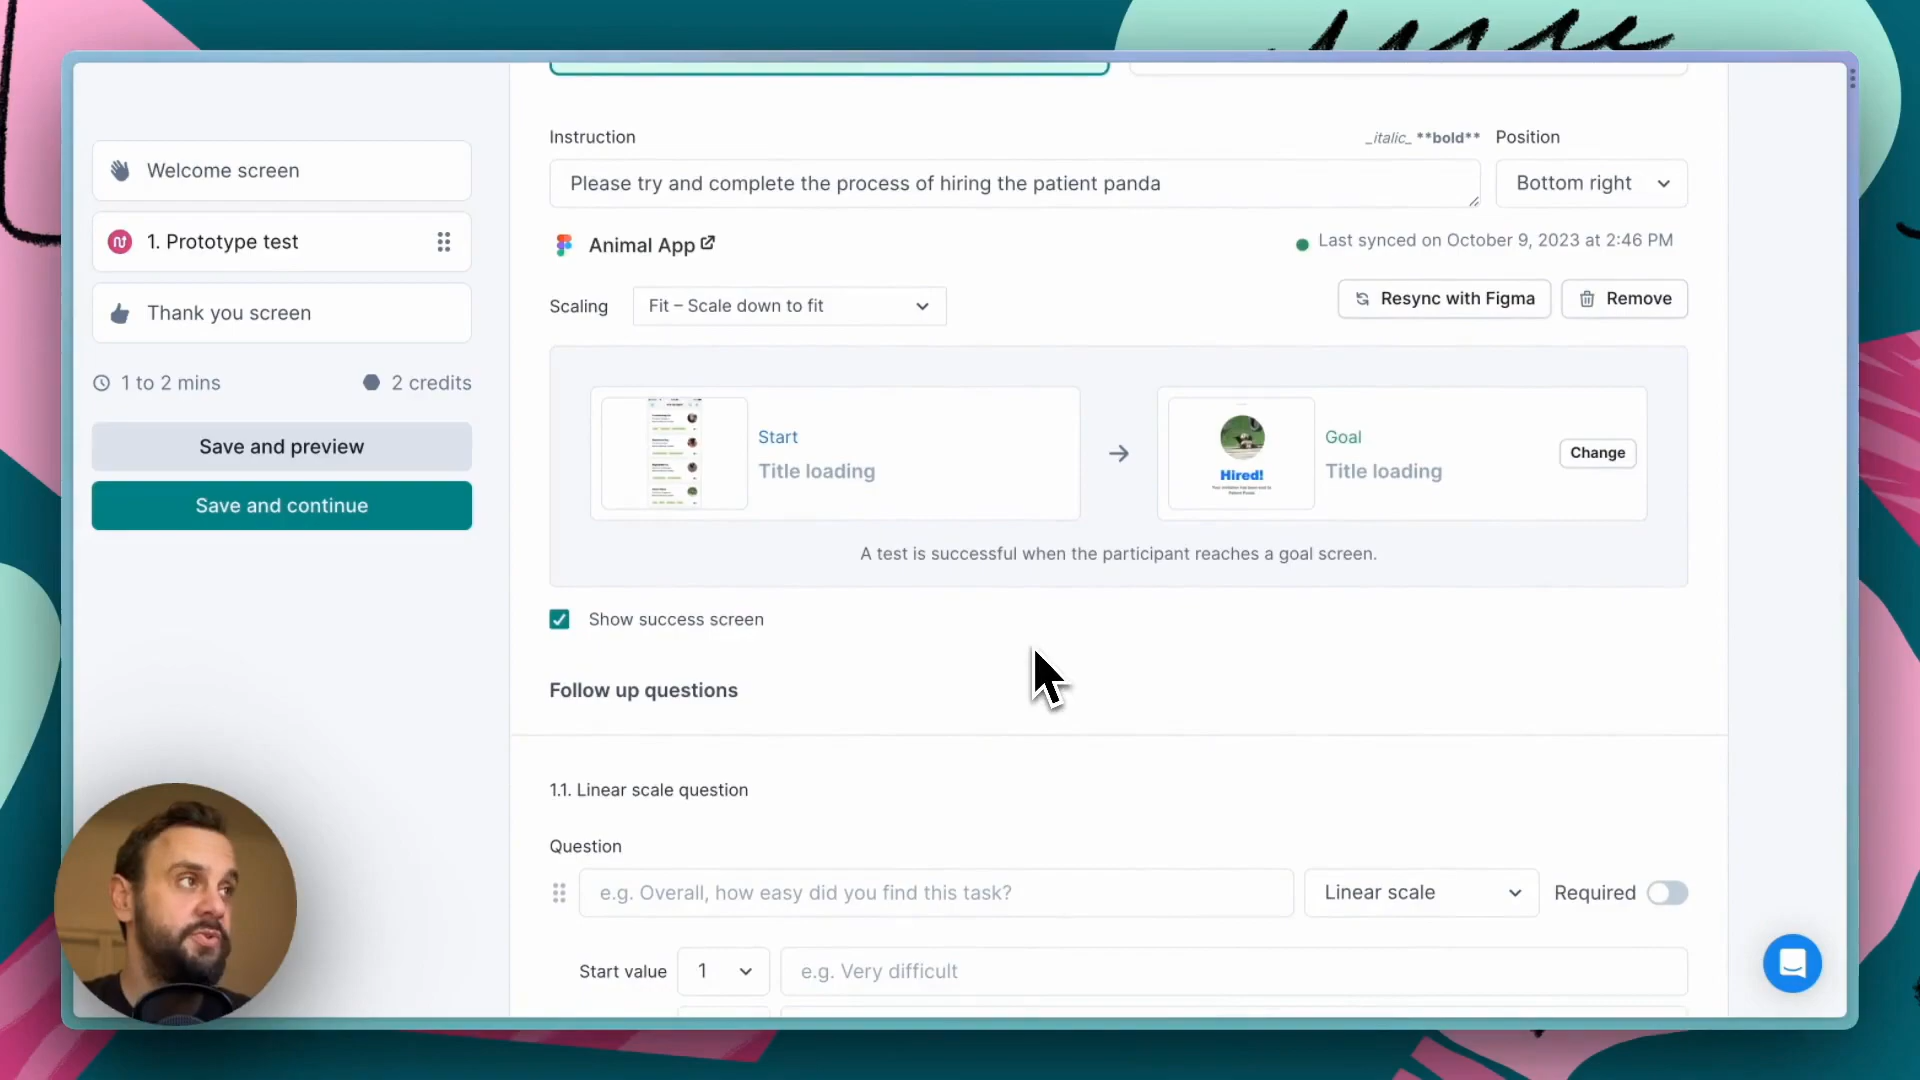 Welcome screen
1. Prototype test
Thank you screen
1 to 2 mins
2 credits
Save and preview
Save and continue
Instruction
_italic_ **bold**
Position
Please try and complete the process of hiring the patient panda
Bottom right
Animal App
Last synced on October 9, 2023 at 2:46 PM
Scaling
Fit – Scale down to fit
Resync with Figma
Remove
Start
Title loading
Hired!
Goal
Title loading
Change
A test is successful when the participant reaches a goal screen.
Show success screen
Follow up questions
1.1. Linear scale question
Question
e.g. Overall, how easy did you find this task?
Linear scale
Required
Start value
1
e.g. Very difficult